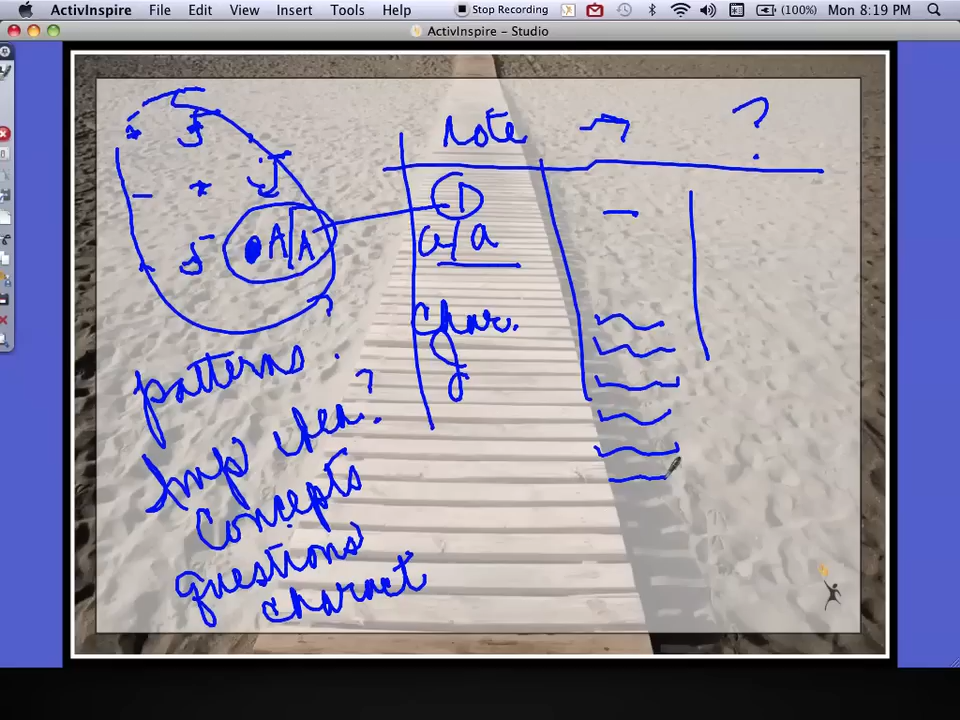 ActivInspire File Edit View Insert Tools Help Stop Recording (100%) Mon 8:19 PM
ActivInspire - Studio
Note ?
D
A/A
a/a
char.
patterns ?
Imp
Concepts
questions
charact